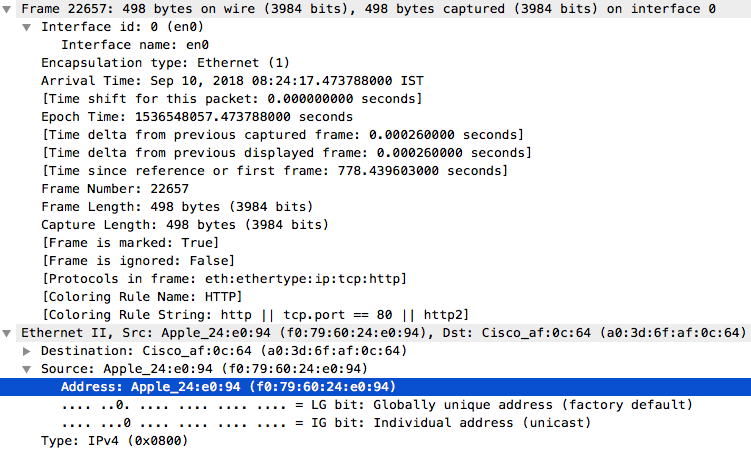 Frame 22657: 498 bytes on wire (3984 bits), 498 bytes captured (3984 bits) on interface 0
Interface id: 0 (en0)
Interface name: en0
Encapsulation type: Ethernet (1)
Arrival Time: Sep 10, 2018 08:24:17.473788000 IST
[Time shift for this packet: 0.000000000 seconds]
Epoch Time: 1536548057.473788000 seconds
[Time delta from previous captured frame: 0.000260000 seconds]
[Time delta from previous displayed frame: 0.000260000 seconds]
[Time since reference or first frame: 778.439603000 seconds]
Frame Number: 22657
Frame Length: 498 bytes (3984 bits)
Capture Length: 498 bytes (3984 bits)
[Frame is marked: True]
[Frame is ignored: False]
[Protocols in frame: eth:ethertype:ip:tcp:http]
[Coloring Rule Name: HTTP]
[Coloring Rule String: http || tcp.port == 80 || http2]
Ethernet II, Src: Apple_24:e0:94 (f0:79:60:24:e0:94), Dst: Cisco_af:0c:64 (a0:3d:6f:af:0c:64)
Destination: Cisco_af:0c:64 (a0:3d:6f:af:0c:64)
Source: Apple_24:e0:94 (f0:79:60:24:e0:94)
Address: Apple_24:e0:94 (f0:79:60:24:e0:94)
.... ..0. .... .... .... .... = LG bit: Globally unique address (factory default)
.... ...0 .... .... .... .... = IG bit: Individual address (unicast)
Type: IPv4 (0x0800)